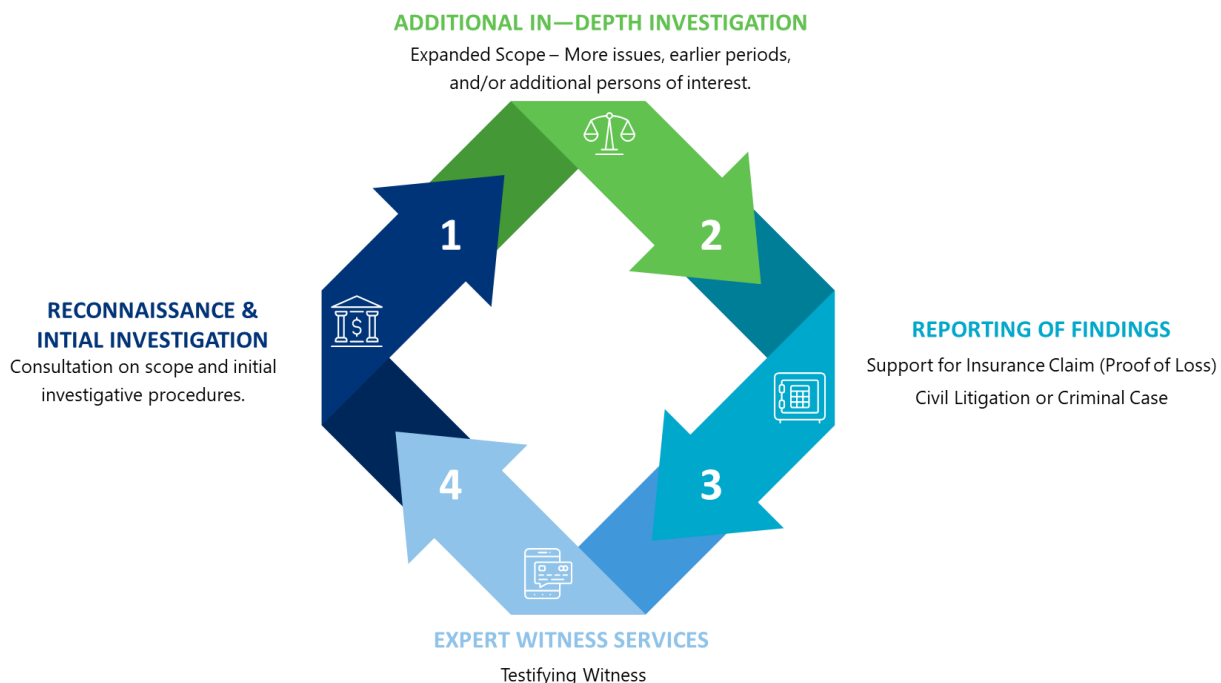 ADDITIONAL IN—DEPTH INVESTIGATION
Expanded Scope – More issues, earlier periods,
and/or additional persons of interest.
1
2
$
RECONNAISSANCE &
INTIAL INVESTIGATION
Consultation on scope and initial
investigative procedures.
REPORTING OF FINDINGS
Support for Insurance Claim (Proof of Loss)
Civil Litigation or Criminal Case
4
3
EXPERT WITNESS SERVICES
Testifying Witness